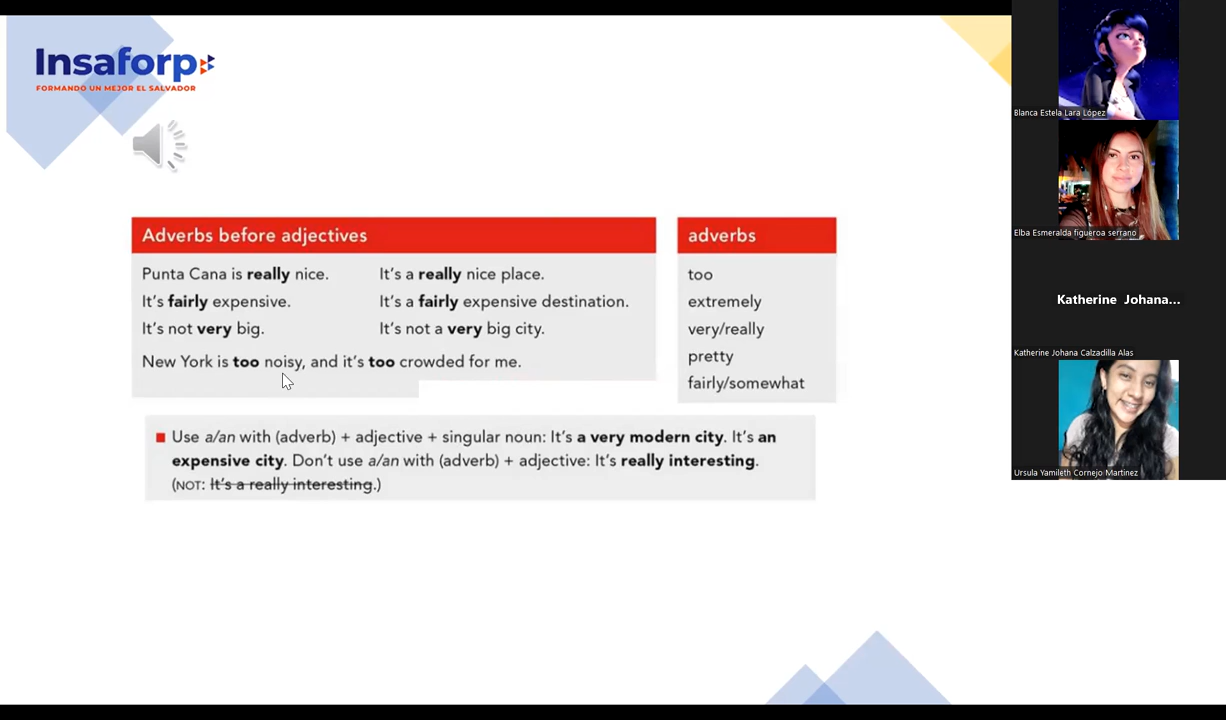 Insaforp
FORMANDO UN MEJOR EL SALVADOR
Adverbs before adjectives
Punta Cana is really nice.
It's a really nice place.
It's fairly expensive.
It's a fairly expensive destination.
It's not very big.
It's not a very big city.
New York is too noisy, and it's too crowded for me.
adverbs
too
extremely
very/really
pretty
fairly/somewhat
■ Use a/an with (adverb) + adjective + singular noun: It's a very modern city. It's an
expensive city. Don't use a/an with (adverb) + adjective: It's really interesting.
(NOT: It's a really interesting.)
Blanca Estela Lara López
Elba Esmeralda figueroa serrano
Katherine Johana...
Katherine Johana Calzadilla Alas
Ursula Yamileth Cornejo Martinez